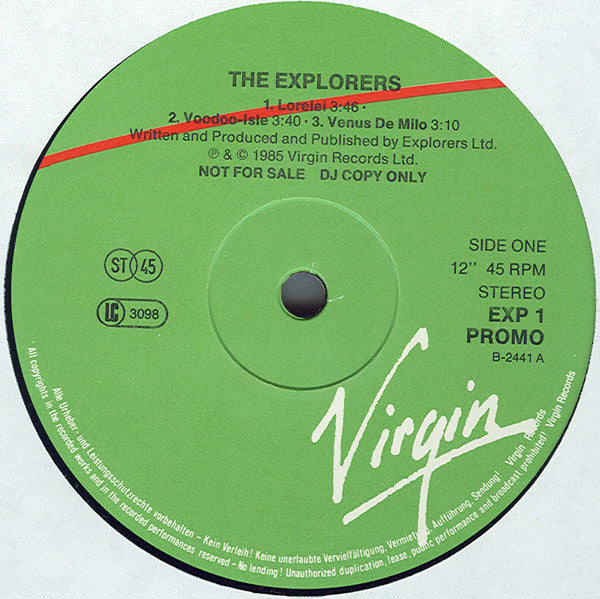 THE EXPLORERS
1. Lorelei 3:46 ·
2. Voodoo-Isle 3:40 · 3. Venus De Milo 3:10
Written and Produced and Published by Explorers Ltd.
℗ & © 1985 Virgin Records Ltd.
NOT FOR SALE DJ COPY ONLY
ST 45
LC 3098
SIDE ONE
12” 45 RPM
STEREO
EXP 1
PROMO
B-2441 A
Virgin
Alle Urheber- und Leistungsschutzrechte vorbehalten – Kein Verleih! Keine unerlaubte Vervielfältigung, Vermietung, Aufführung, Sendung! Virgin Records
All copyrights in the recorded works and in the recorded performances reserved – No lending! Unauthorized duplication, lease, public performance and broadcast prohibited! Virgin Records